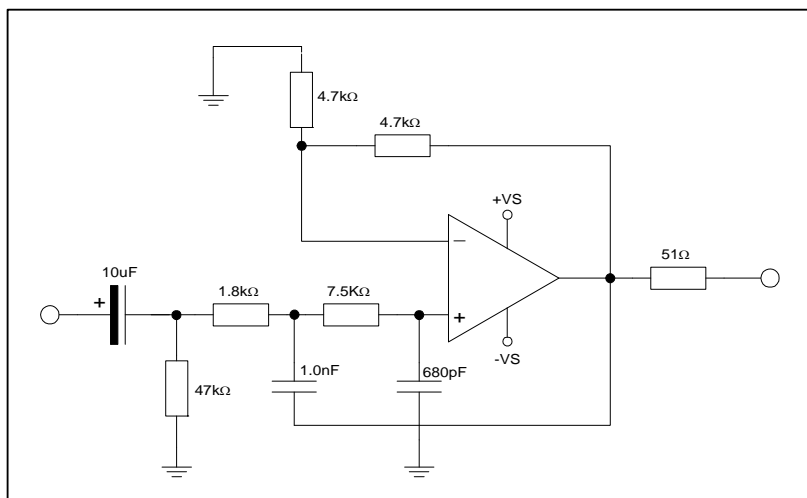 4.7kΩ
4.7kΩ
+VS
−
51Ω
10uF
+
1.8kΩ
7.5KΩ
+
-VS
1.0nF
680pF
47kΩ